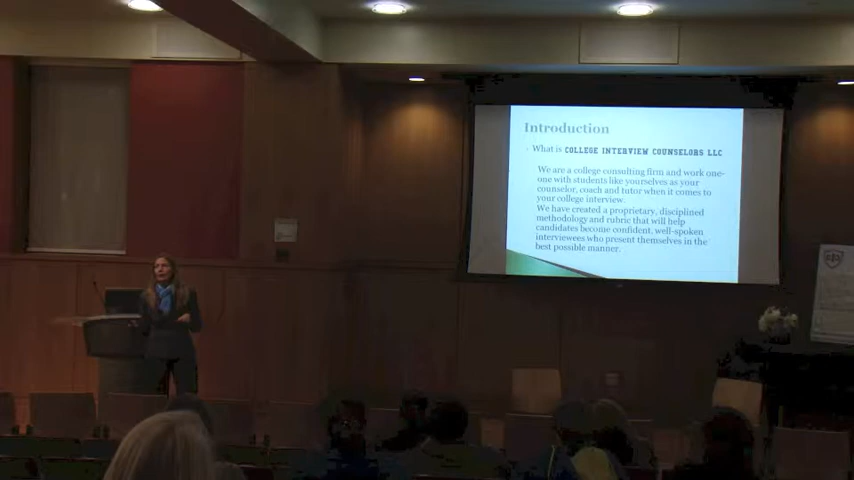 Introduction
What is COLLEGE INTERVIEW COUNSELORS LLC
We are a college consulting firm and work one-
one with students like yourselves as your
counselor, coach and tutor when it comes to
your college interview.
We have created a proprietary, disciplined
methodology and rubric that will help
candidates become confident, well-spoken
interviewees who present themselves in the
best possible manner.